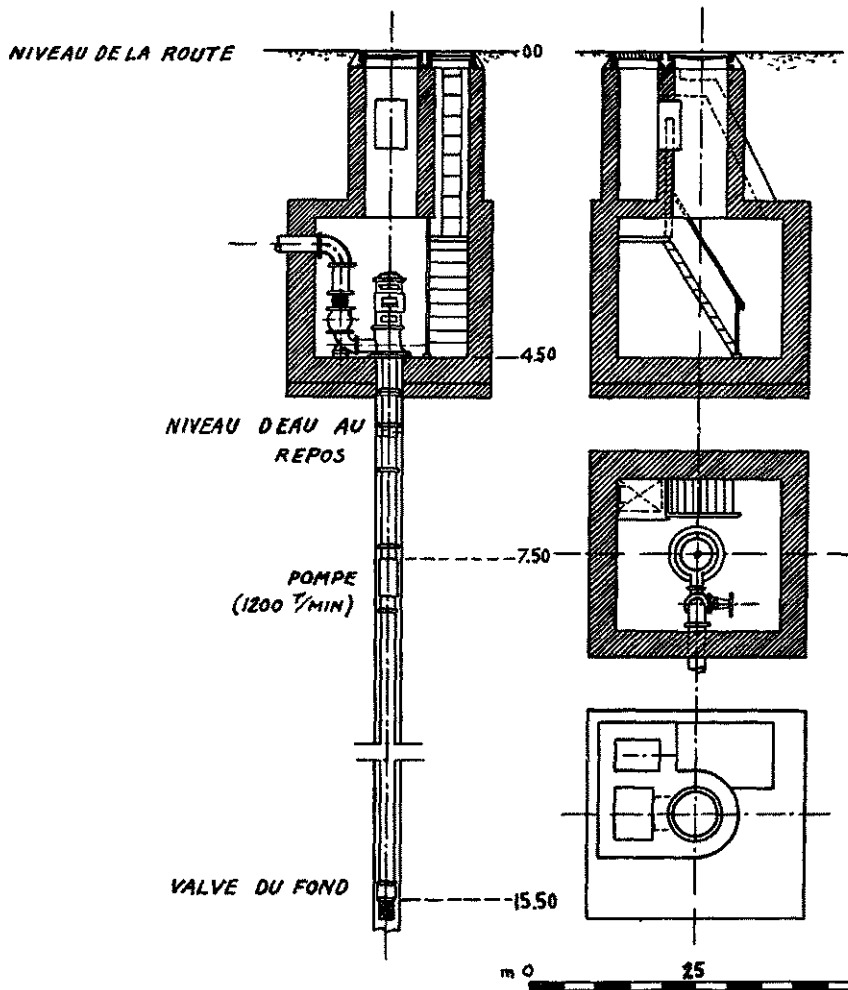 NIVEAU DE LA ROUTE
00
4.50
NIVEAU D'EAU AU
REPOS
7.50
POMPE
(1200 T/MIN)
VALVE DU FOND
15.50
m 0 25